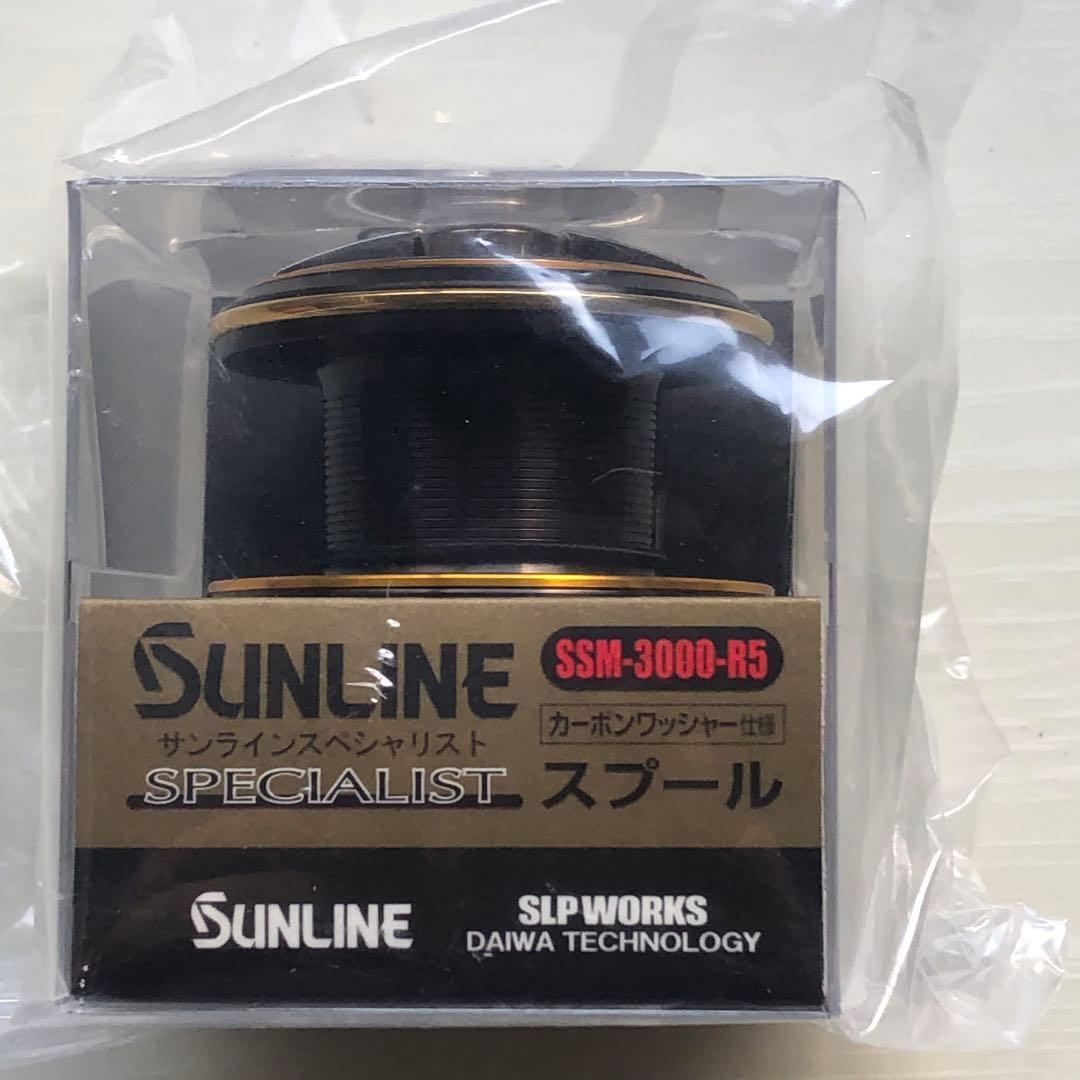 SUNLINE
サンラインスペシャリスト
SPECIALIST
SSM-3000-R5
カーボンワッシャー仕様
スプール
SUNLINE
SLPWORKS
DAIWA TECHNOLOGY